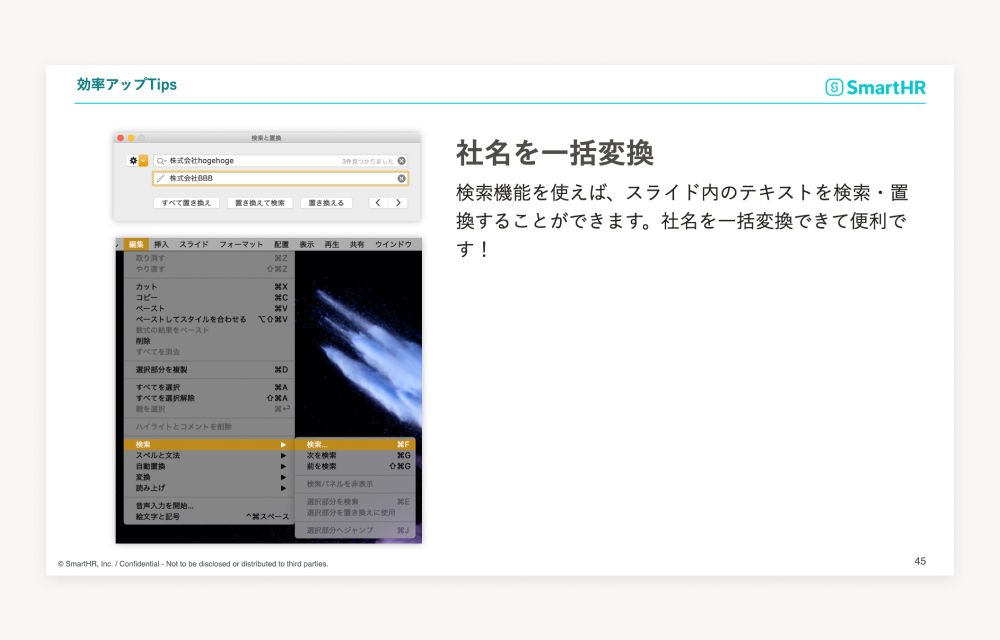 効率アップTips
SmartHR
検索と置換
株式会社hogehoge
3件見つかりました
株式会社BBB
すべて置き換え
置き換えて検索
置き換える
社名を一括変換
検索機能を使えば、スライド内のテキストを検索・置
換することができます。社名を一括変換できて便利で
す！
編集 挿入 スライド フォーマット 配置 表示 再生 共有 ウインドウ
取り消す ⌘Z
やり直す ⇧⌘Z
カット ⌘X
コピー ⌘C
ペースト ⌘V
ペーストしてスタイルを合わせる ⌥⇧⌘V
数式の結果をペースト
削除
すべてを消去
選択部分を複製 ⌘D
すべてを選択 ⌘A
すべてを選択解除 ⇧⌘A
親を選択 ⌘⏎
ハイライトとコメントを削除
検索 ▶
スペルと文法 ▶
自動置換 ▶
変換 ▶
読み上げ ▶
音声入力を開始...
絵文字と記号 ^⌘スペース
検索... ⌘F
次を検索 ⌘G
前を検索 ⇧⌘G
検索パネルを非表示
選択部分を検索 ⌘E
選択部分を置き換えに使用
選択部分へジャンプ ⌘J
© SmartHR, Inc. / Confidential - Not to be disclosed or distributed to third parties.
45